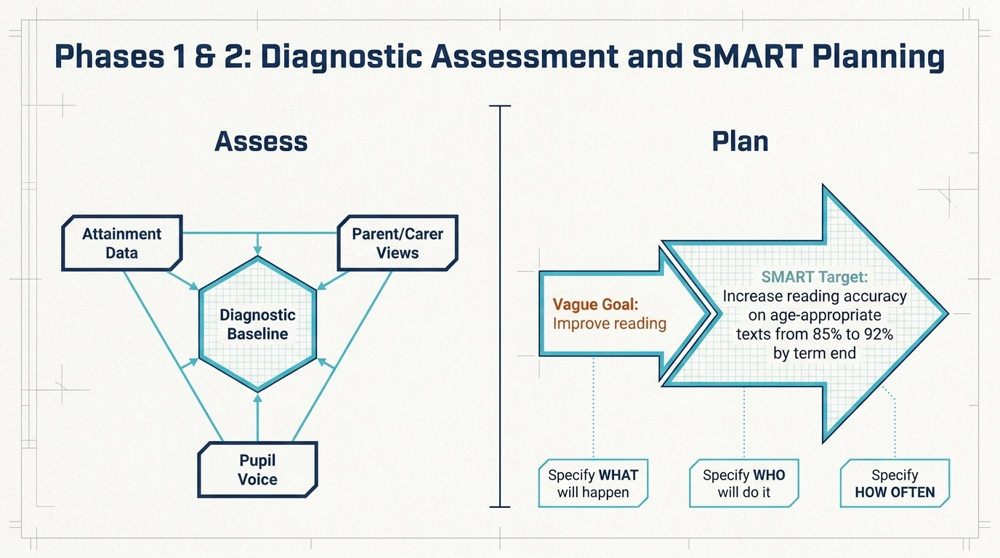 Phases 1 & 2: Diagnostic Assessment and SMART Planning
Assess
Attainment
Data
Parent/Carer
Views
Diagnostic
Baseline
Pupil
Voice
Plan
Vague Goal:
Improve reading
SMART Target:
Increase reading accuracy
on age-appropriate
texts from 85% to 92%
by term end
Specify WHAT
will happen
Specify WHO
will do it
Specify
HOW OFTEN